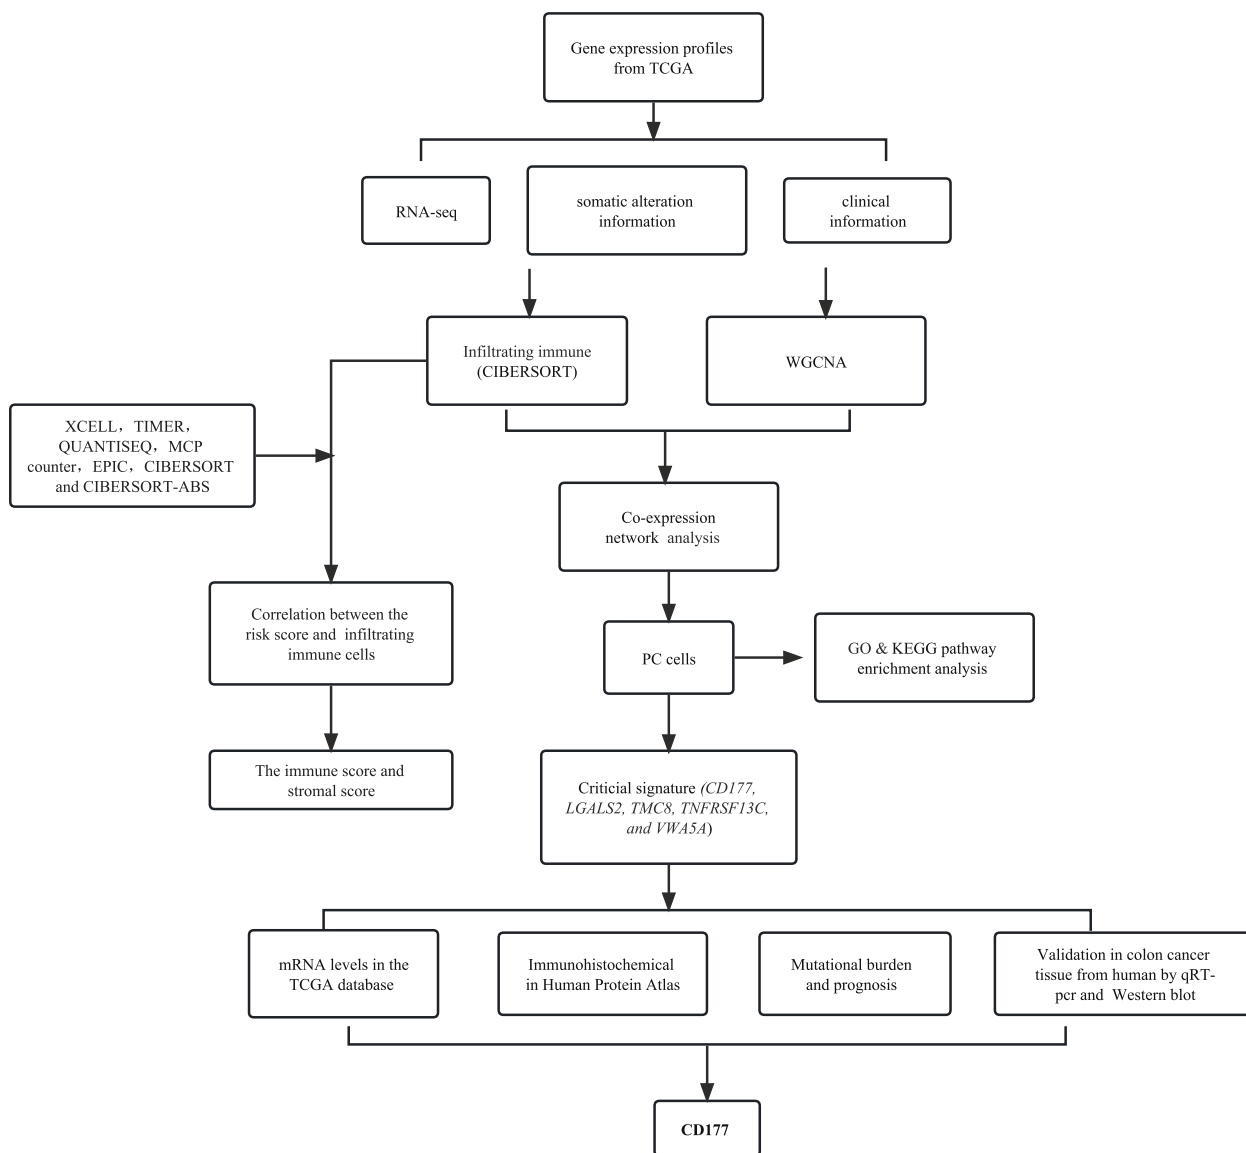 Gene expression profiles
from TCGA
RNA-seq
somatic alteration
information
clinical
information
Infiltrating immune
(CIBERSORT)
WGCNA
XCELL，TIMER，
QUANTISEQ，MCP
counter，EPIC，CIBERSORT
and CIBERSORT-ABS
Co-expression
network analysis
Correlation between the
risk score and infiltrating
immune cells
PC cells
GO & KEGG pathway
enrichment analysis
The immune score and
stromal score
Criticial signature (CD177,
LGALS2, TMC8, TNFRSF13C,
and VWA5A)
mRNA levels in the
TCGA database
Immunohistochemical
in Human Protein Atlas
Mutational burden
and prognosis
Validation in colon cancer
tissue from human by qRT-
pcr and Western blot
CD177